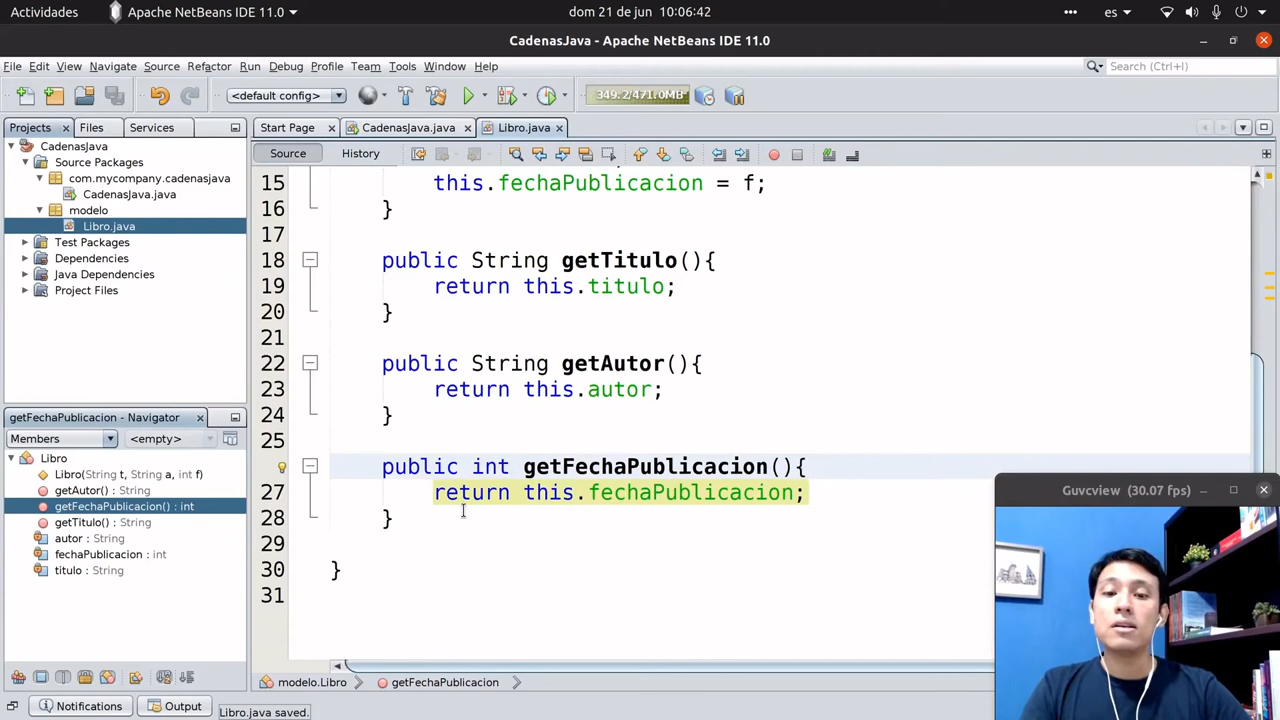 Actividades
Apache NetBeans IDE 11.0
dom 21 de jun 10:06:42
es
CadenasJava - Apache NetBeans IDE 11.0
File Edit View Navigate Source Refactor Run Debug Profile Team Tools Window Help
Search (Ctrl+I)
<default config>
349.2/471.0MB
Projects
Files
Services
Start Page
CadenasJava.java
Libro.java
Source
History
CadenasJava
Source Packages
com.mycompany.cadenasjava
CadenasJava.java
modelo
Libro.java
Test Packages
Dependencies
Java Dependencies
Project Files
getFechaPublicacion - Navigator
Members
<empty>
Libro
Libro(String t, String a, int f)
getAutor() : String
getFechaPublicacion() : int
getTitulo() : String
autor : String
fechaPublicacion : int
titulo : String
15 this.fechaPublicacion = f;
16 }
17
18 public String getTitulo(){
19 return this.titulo;
20 }
21
22 public String getAutor(){
23 return this.autor;
24 }
25
public int getFechaPublicacion(){
27 return this.fechaPublicacion;
28 }
29
30 }
31
Guvcview (30.07 fps)
modelo.Libro
getFechaPublicacion
Notifications
Output
Libro.java saved.